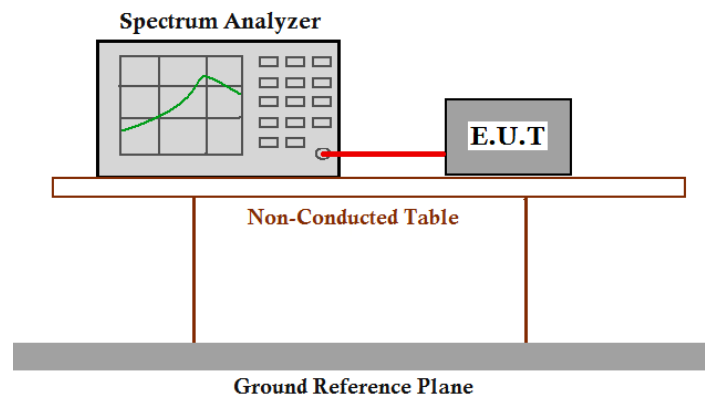 Spectrum Analyzer
E.U.T
Non-Conducted Table
Ground Reference Plane